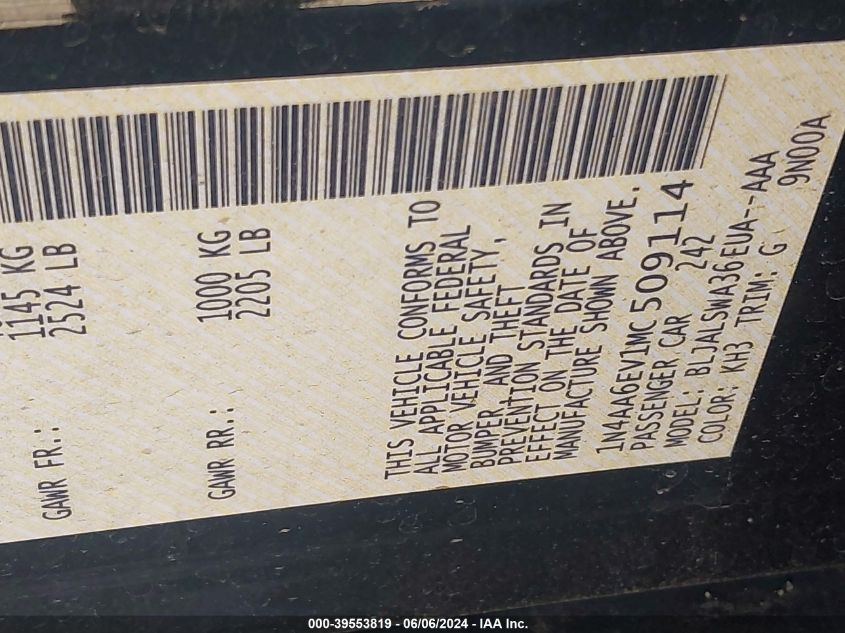 1145 KG
2524 LB
GAWR FR.:
1000 KG
2205 LB
GAWR RR.:
THIS VEHICLE CONFORMS TO
ALL APPLICABLE FEDERAL
MOTOR VEHICLE SAFETY,
BUMPER, AND THEFT
PREVENTION STANDARDS IN
EFFECT ON THE DATE OF
MANUFACTURE SHOWN ABOVE.
1N4AA6EV1MC509114
PASSENGER CAR 242
MODEL: BLJALSWA36EUA--AAA
COLOR: KH3 TRIM: G 9N00A
000-39553819 - 06/06/2024 - IAA Inc.